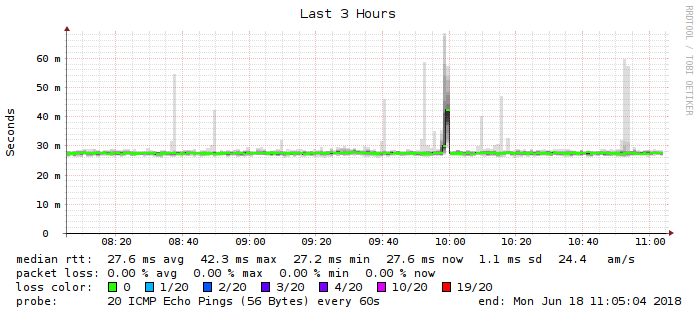 Last 3 Hours
RRDTOOL / TOBI OETIKER
Seconds
60 m
50 m
40 m
30 m
20 m
10 m
0
08:20 08:40 09:00 09:20 09:40 10:00 10:20 10:40 11:00
median rtt: 27.6 ms avg 42.3 ms max 27.2 ms min 27.6 ms now 1.1 ms sd 24.4 am/s
packet loss: 0.00 % avg 0.00 % max 0.00 % min 0.00 % now
loss color: 0 1/20 2/20 3/20 4/20 10/20 19/20
probe: 20 ICMP Echo Pings (56 Bytes) every 60s end: Mon Jun 18 11:05:04 2018